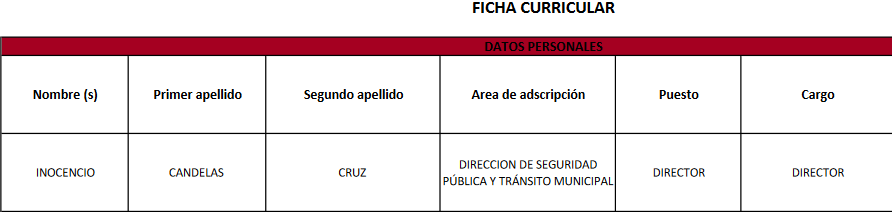 FICHA CURRICULAR
DATOS PERSONALES
Nombre (s) Primer apellido Segundo apellido Area de adscripción Puesto Cargo
INOCENCIO CANDELAS CRUZ DIRECCION DE SEGURIDAD
PÚBLICA Y TRÁNSITO MUNICIPAL DIRECTOR DIRECTOR